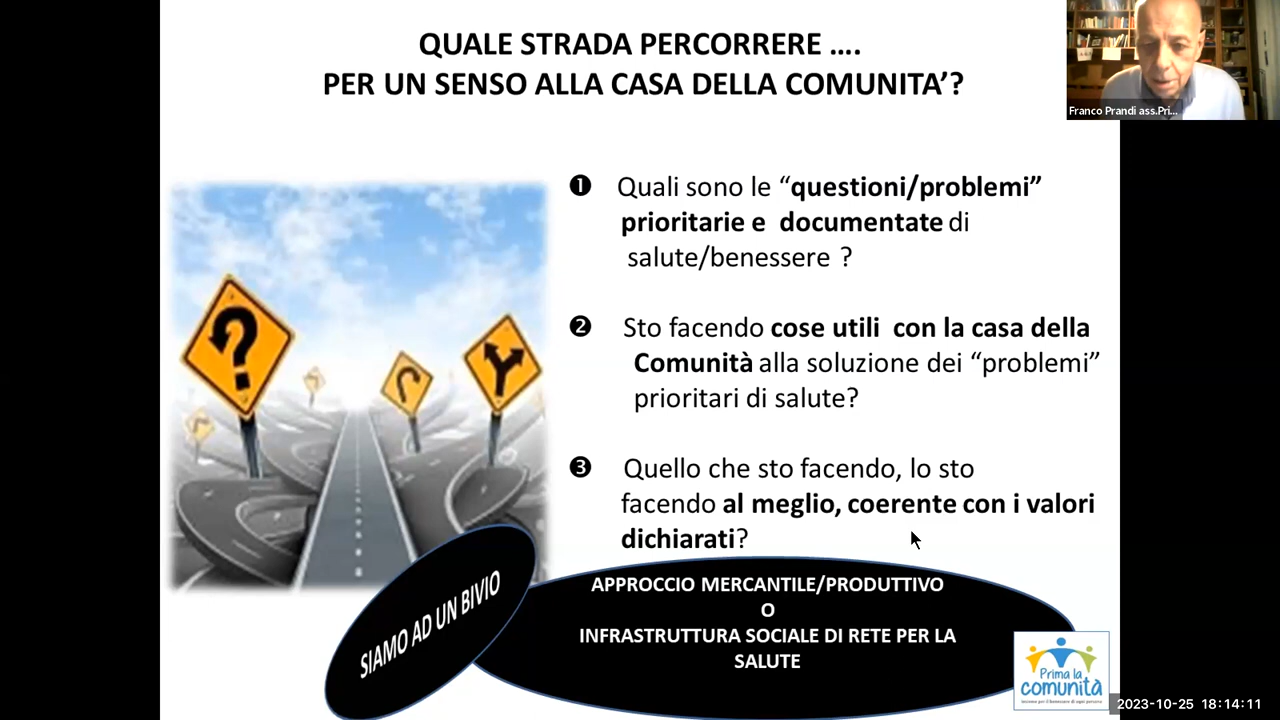 QUALE STRADA PERCORRERE ....
PER UN SENSO ALLA CASA DELLA COMUNITA’?
Franco Prandi ass.Pri...
❶ Quali sono le “questioni/problemi”
prioritarie e documentate di
salute/benessere ?
❷ Sto facendo cose utili con la casa della
Comunità alla soluzione dei “problemi”
prioritari di salute?
❸ Quello che sto facendo, lo sto
facendo al meglio, coerente con i valori
dichiarati?
?
SIAMO AD UN BIVIO
APPROCCIO MERCANTILE/PRODUTTIVO
O
INFRASTRUTTURA SOCIALE DI RETE PER LA
SALUTE
Prima la
comunità
insieme per il benessere di ogni persona
2023-10-25 18:14:11